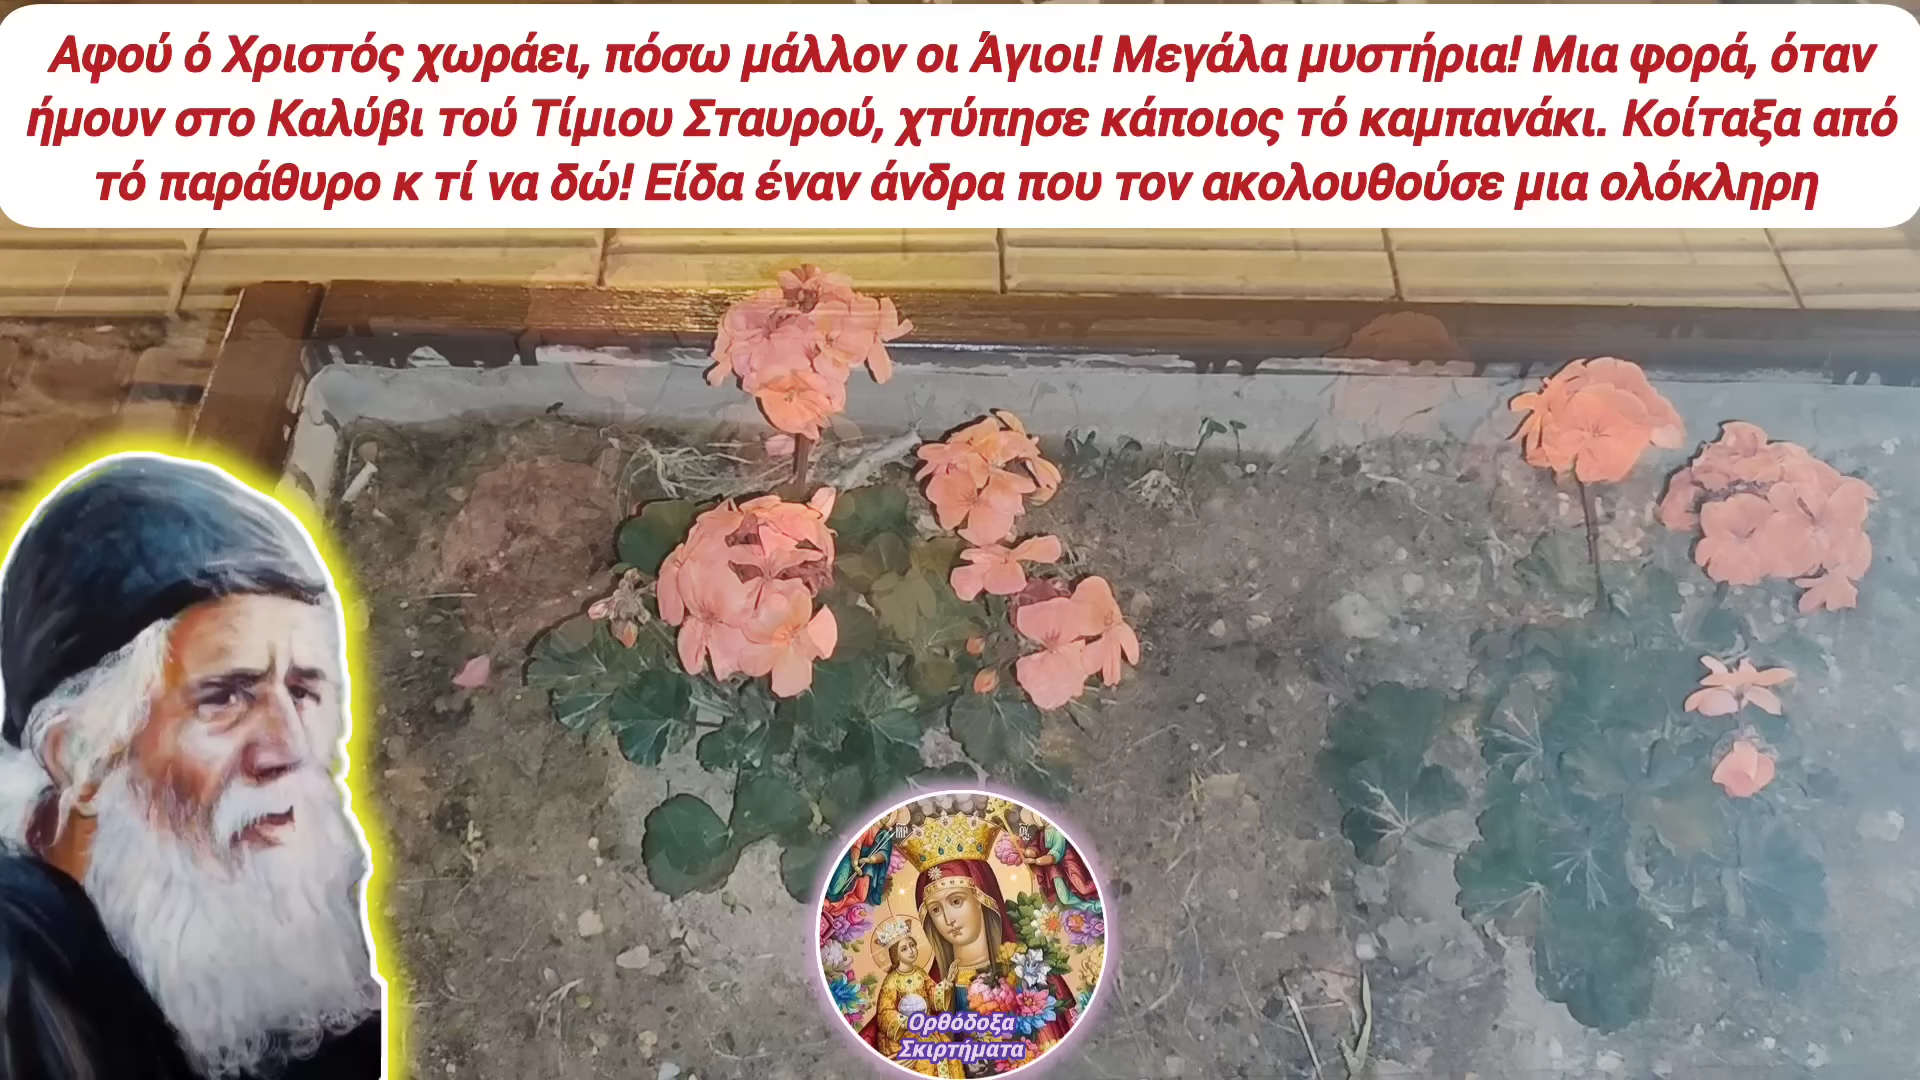 Αφού ό Χριστός χωράει, πόσω μάλλον οι Άγιοι! Μεγάλα μυστήρια! Μια φορά, όταν
ήμουν στο Καλύβι τού Τίμιου Σταυρού, χτύπησε κάποιος τό καμπανάκι. Κοίταξα από
τό παράθυρο κ τί να δώ! Είδα έναν άνδρα που τον ακολουθούσε μια ολόκληρη
Ορθόδοξα
Σκιρτήματα